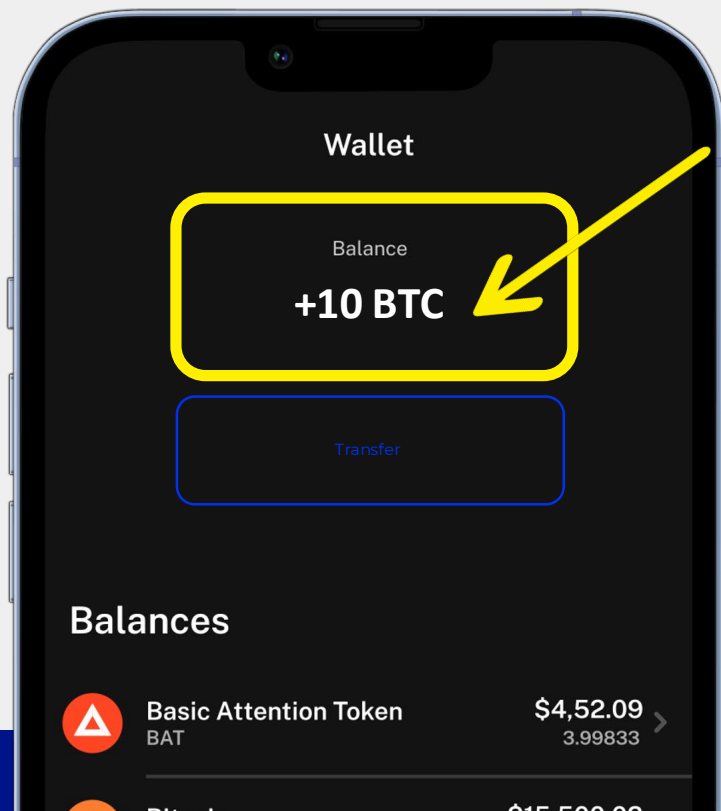 Wallet
Balance
+10 BTC
Transfer
Balances
Basic Attention Token
$4,52.09
BAT
3.99833